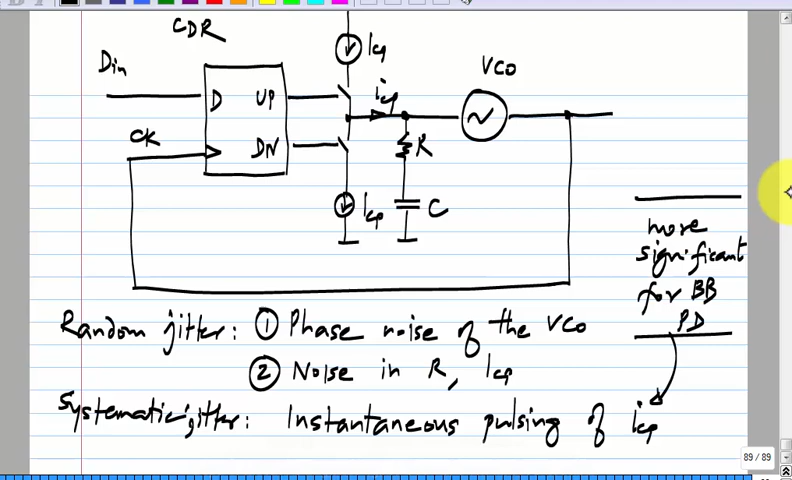 CDR
Icp
Din
VCO
D UP
icp
CK
DN
R
Icp
C
more
significant
for BB
PD
Random jitter: ① Phase noise of the VCO
② Noise in R, Icp
Systematic jitter: Instantaneous pulsing of icp
89 / 89